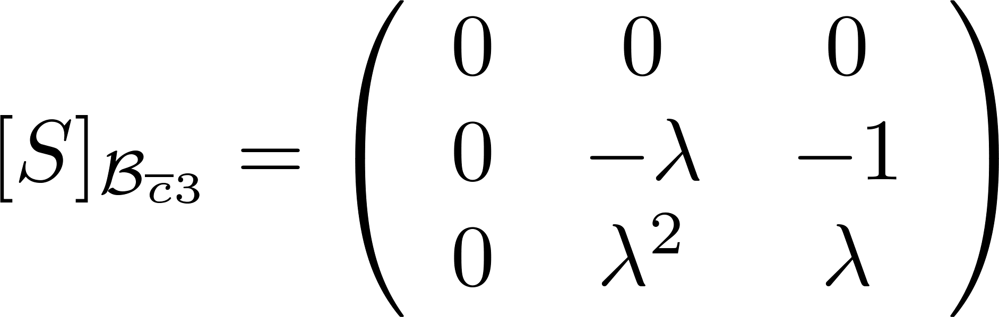 $[S]_{\mathcal{B}_{\overline{c}3}} = \begin{pmatrix} 0 & 0 & 0 \\ 0 & -\lambda & -1 \\ 0 & \lambda^2 & \lambda \end{pmatrix}$